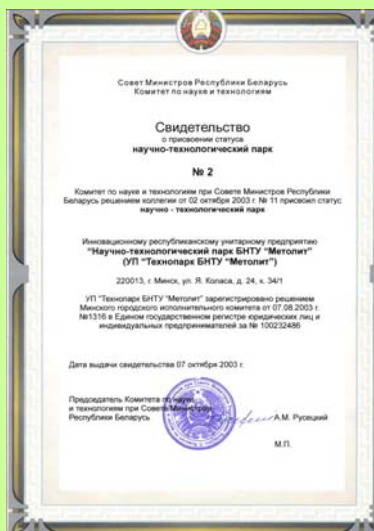 Совет Министров Республики Беларусь
Комитет по науке и технологиям
Свидетельство
о присвоении статуса
научно-технологический парк
№ 2
Комитет по науке и технологиям при Совете Министров Республики
Беларусь решением коллегии от 02 октября 2003 г. № 11 присвоил статус
научно - технологический парк
Инновационному республиканскому унитарному предприятию
"Научно-технологический парк БНТУ "Метолит"
(УП "Технопарк БНТУ "Метолит")
220013, г. Минск, ул. Я. Коласа, д. 24, к. 34/1
УП "Технопарк БНТУ "Метолит" зарегистрировано решением
Минского городского исполнительного комитета от 07.08.2003 г.
№1316 в Едином государственном регистре юридических лиц и
индивидуальных предпринимателей за № 100232486
Дата выдачи свидетельства 07 октября 2003 г.
Председатель Комитета по науке
и технологиям при Совете Министров
Республики Беларусь А.М. Русецкий
М.П.